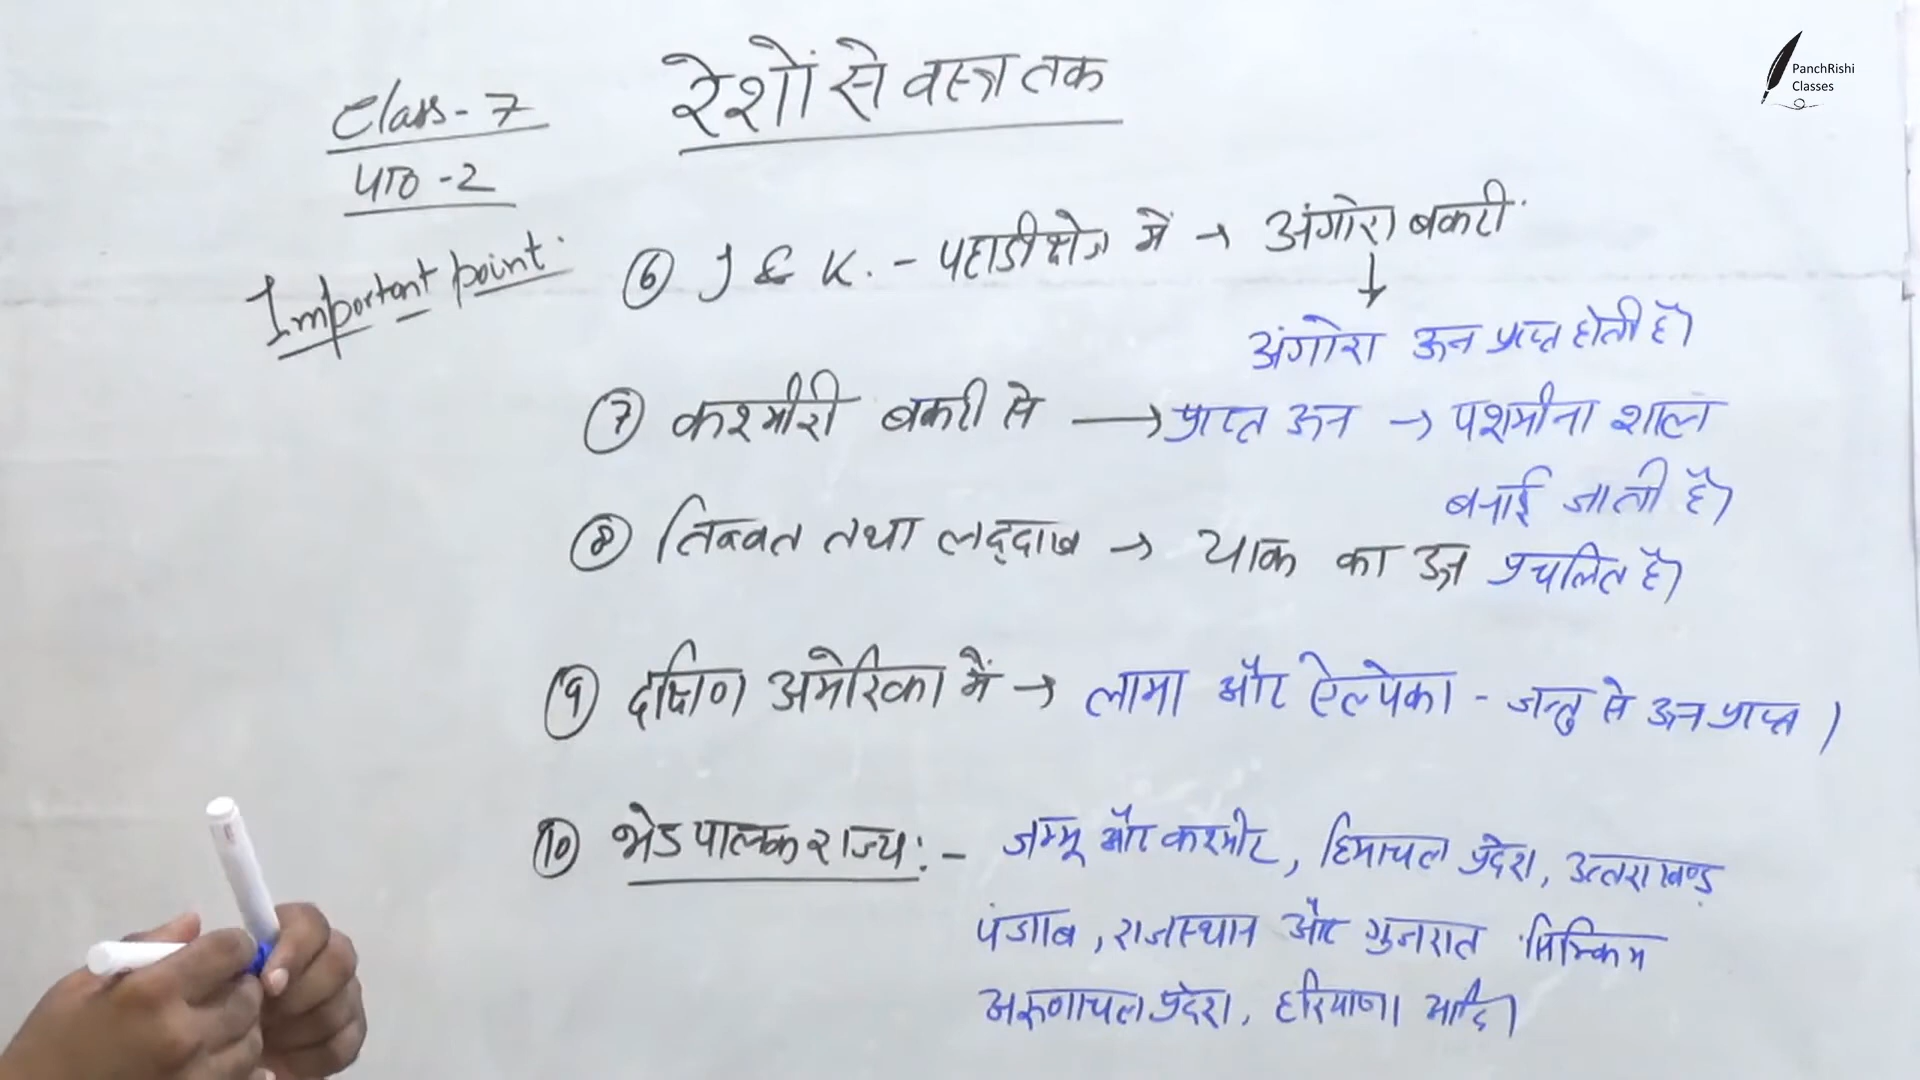 रेशों से वस्त्र तक
PanchRishi
Classes
Class-7
पाठ-2
Important point:
⑥ J & K. - पहाडी क्षेत्र में → अंगोरा बकरी
↓
अंगोरा ऊन प्राप्त होती है।
⑦ कश्मीरी बकरी से → प्राप्त ऊन → पशमीना शाल
बनाई जाती है।
⑧ तिब्बत तथा लद्दाख → याक का ऊन प्रचलित है।
⑨ दक्षिण अमेरिका में → लामा और ऐल्पेका - जन्तु से ऊन प्राप्त।
⑩ भेड पालक राज्य:- जम्मू और कश्मीर, हिमाचल प्रदेश, उत्तराखण्ड
पंजाब, राजस्थान और गुजरात सिक्किम
अरुणाचल प्रदेश, हरियाणा आदि।